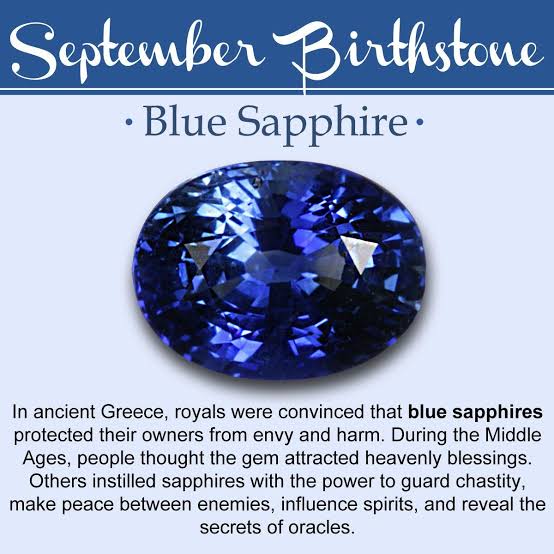 September Birthstone
· Blue Sapphire ·
In ancient Greece, royals were convinced that blue sapphires
protected their owners from envy and harm. During the Middle
Ages, people thought the gem attracted heavenly blessings.
Others instilled sapphires with the power to guard chastity,
make peace between enemies, influence spirits, and reveal the
secrets of oracles.